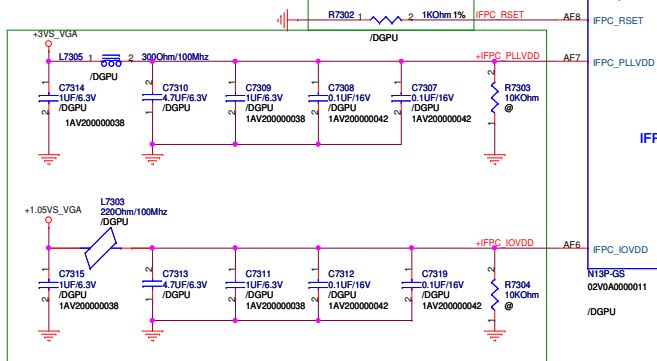 R7302 1 2 1KOhm 1% IFPC_RSET AF8 IFPC_RSET
/DGPU
+3VS_VGA
L7305 1 2 300Ohm/100Mhz +IFPC_PLLVDD AF7 IFPC_PLLVDD
/DGPU
C7314 1UF/6.3V /DGPU 1AV200000038
C7310 4.7UF/6.3V /DGPU
C7309 1UF/6.3V /DGPU 1AV200000038
C7308 0.1UF/16V /DGPU 1AV200000042
C7307 0.1UF/16V /DGPU 1AV200000042
R7303 10KOhm @
IFP
+1.05VS_VGA
L7303
220Ohm/100Mhz
/DGPU
+IFPC_IOVDD AF6 IFPC_IOVDD
C7315 1UF/6.3V /DGPU 1AV200000038
C7313 4.7UF/6.3V /DGPU
C7311 1UF/6.3V /DGPU 1AV200000038
C7312 0.1UF/16V /DGPU 1AV200000042
C7319 0.1UF/16V /DGPU 1AV200000042
R7304 10KOhm @
N13P-GS
02V0A0000011
/DGPU